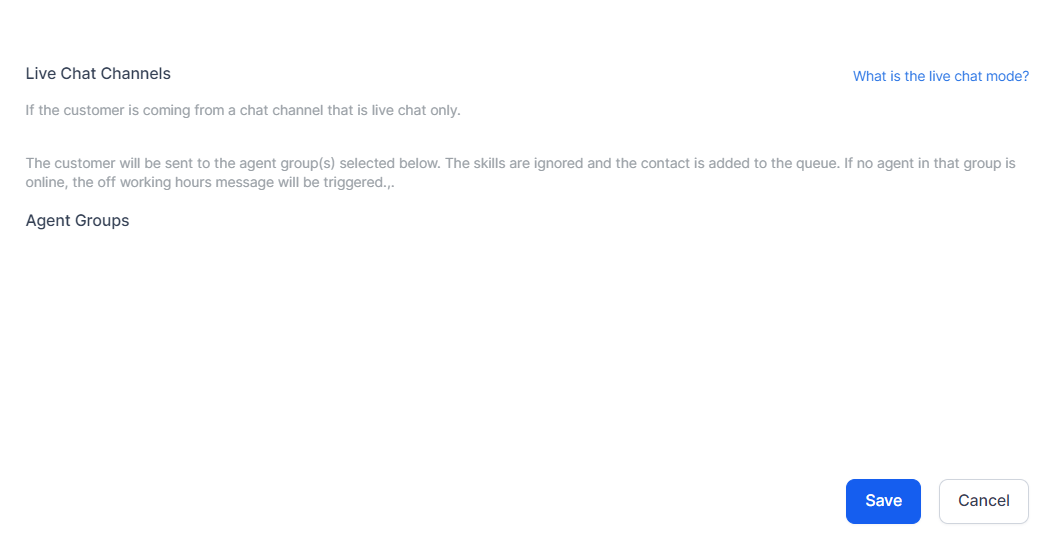 Live Chat Channels
What is the live chat mode?
If the customer is coming from a chat channel that is live chat only.
The customer will be sent to the agent group(s) selected below. The skills are ignored and the contact is added to the queue. If no agent in that group is
online, the off working hours message will be triggered.,.
Agent Groups
Save
Cancel